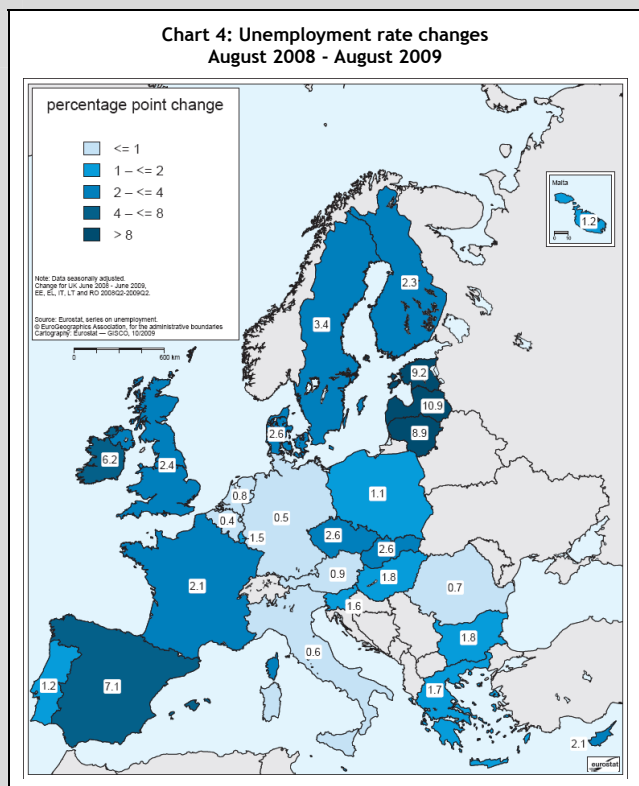 Chart 4: Unemployment rate changes
August 2008 - August 2009
percentage point change
<= 1
1 – <= 2
2 – <= 4
4 – <= 8
> 8
Note: Data seasonally adjusted.
Change for UK June 2008 - June 2009,
EE, EL, IT, LT and RO 2008Q2-2009Q2.
Source: Eurostat, series on unemployment.
© EuroGeographics Association, for the administrative boundaries
Cartography: Eurostat — GISCO, 10/2009
0
600 km
Malta
1.2
0
10
2.3
3.4
9.2
10.9
8.9
2.6
6.2
2.4
0.8
0.4
0.5
1.5
1.1
2.6
2.6
0.9
1.8
2.1
0.7
1.6
1.8
0.6
1.2
7.1
1.7
2.1
eurostat